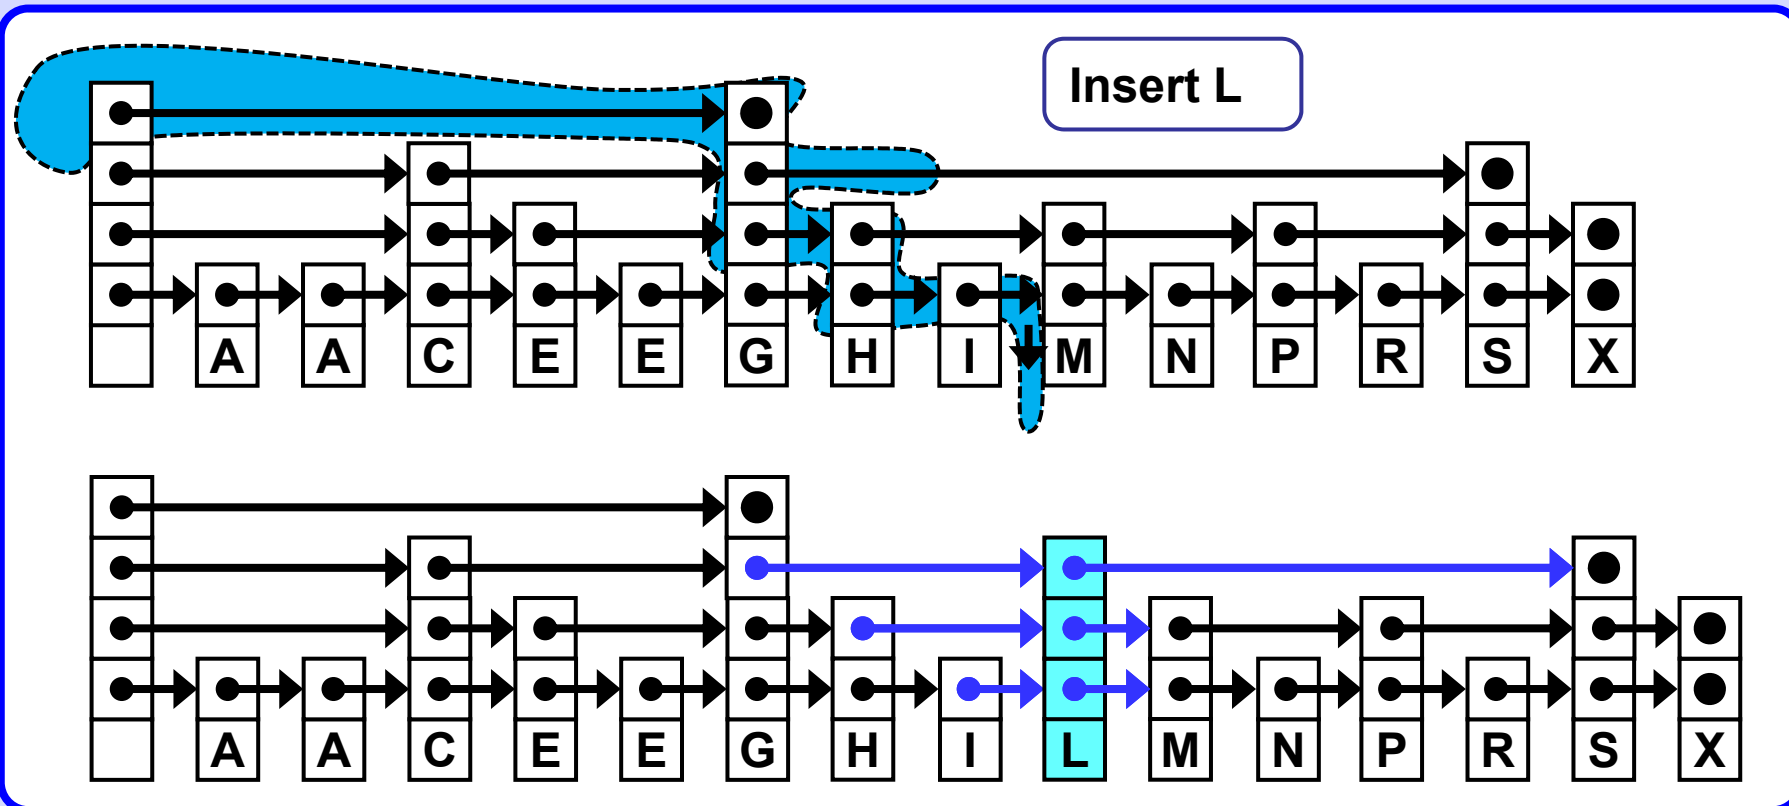 Insert L
A A C E E G H I M N P R S X
A A C E E G H I L M N P R S X